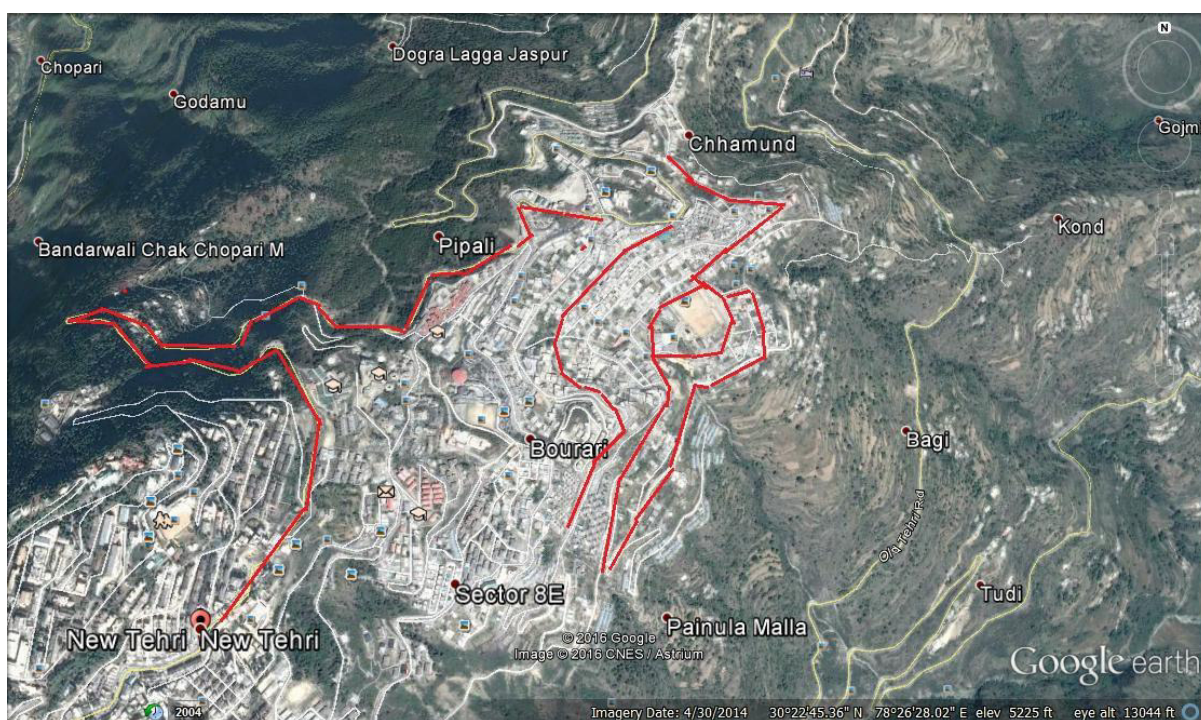 N
Dogra Lagga Jaspur
Chopari
Godamu
Gojm
Chhamund
Kond
Pipali
Bandarwali Chak Chopari M
Bourari
Bagi
Old Tehri Rd
Sector 8E
Tudi
Painula Malla
New Tehri New Tehri
© 2016 Google
Image © 2016 CNES / Astrium
Google earth
2004
Imagery Date: 4/30/2014 30°22'45.36" N 78°26'28.02" E elev 5225 ft eye alt 13044 ft